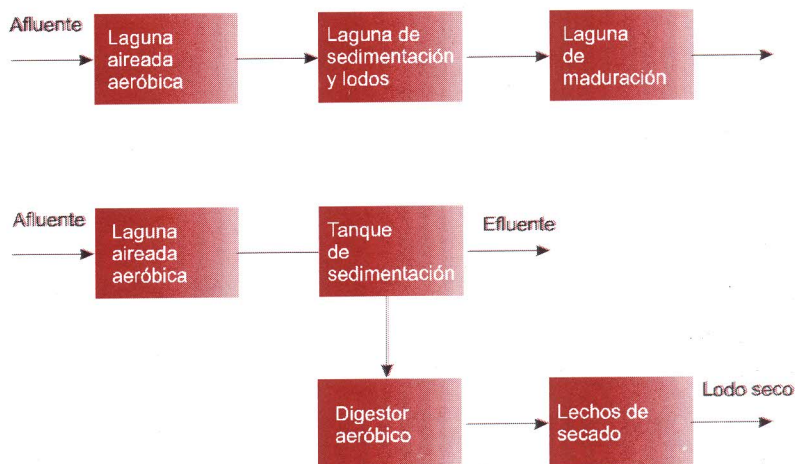 Afluente
Laguna
aireada
aeróbica
Laguna de
sedimentación
y lodos
Laguna
de
maduración
Afluente
Laguna
aireada
aeróbica
Tanque
de
sedimentación
Efluente
Digestor
aeróbico
Lechos de
secado
Lodo seco